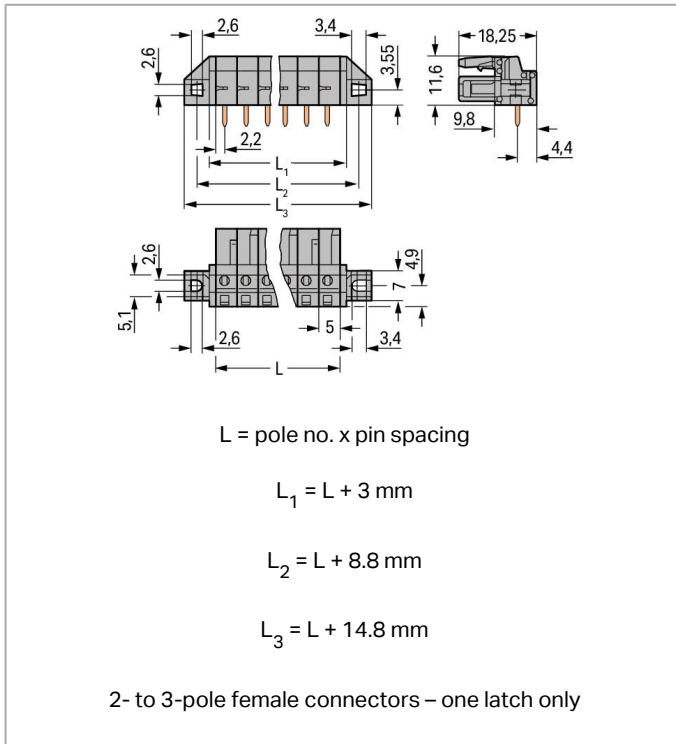 2,6 3,4 18,25
2,6 3,55 11,6
2,2 9,8 4,4
L1
L2
L3
2,6 4,9
5,1 7
2,6 5 3,4
L
L = pole no. x pin spacing
L1 = L + 3 mm
L2 = L + 8.8 mm
L3 = L + 14.8 mm
2- to 3-pole female connectors – one latch only